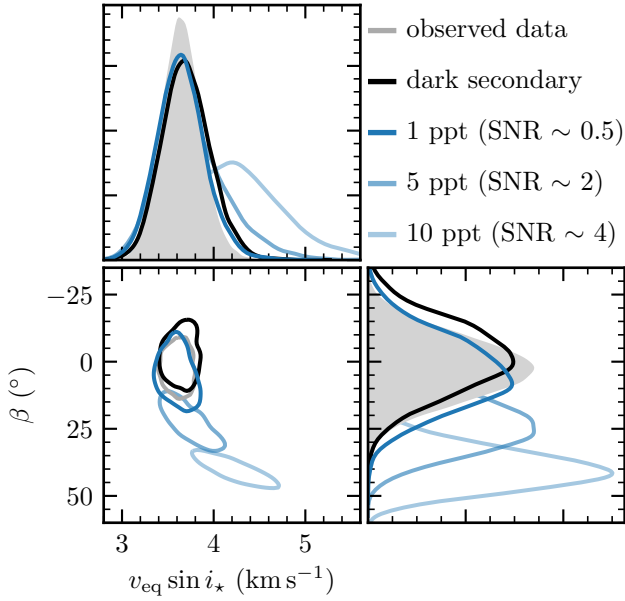 observed data
dark secondary
1 ppt (SNR ∼ 0.5)
5 ppt (SNR ∼ 2)
10 ppt (SNR ∼ 4)
β (°)
−25
0
25
50
3 4 5
v_eq sin i_⋆ (km s⁻¹)